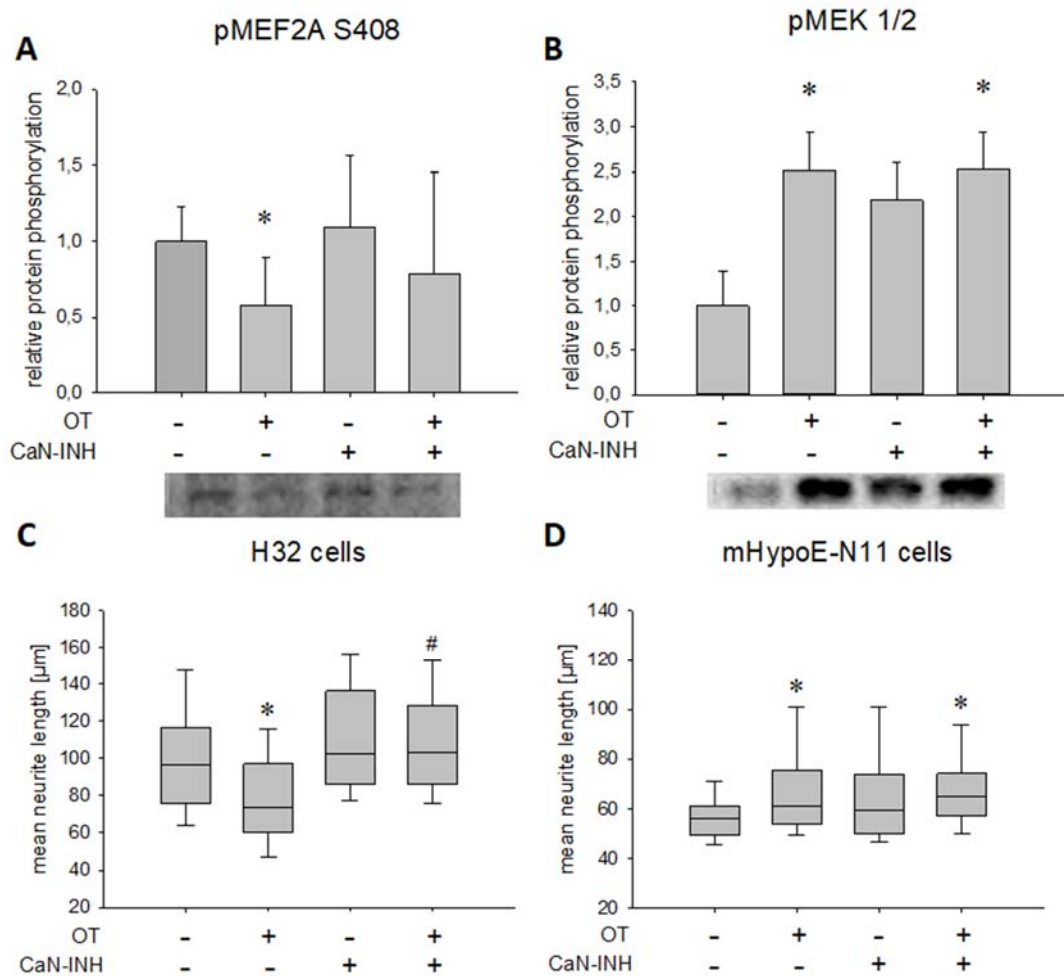 A
pMEF2A S408
relative protein phosphorylation
2,0
1,5
1,0
0,5
0,0
*
OT - + - +
CaN-INH - - + +
B
pMEK 1/2
relative protein phosphorylation
3,5
3,0
2,5
2,0
1,5
1,0
0,5
0,0
* *
OT - + - +
CaN-INH - - + +
C
H32 cells
mean neurite length [µm]
180
160
140
120
100
80
60
40
20
* #
OT - + - +
CaN-INH - - + +
D
mHypoE-N11 cells
mean neurite length [µm]
140
120
100
80
60
40
20
* *
OT - + - +
CaN-INH - - + +